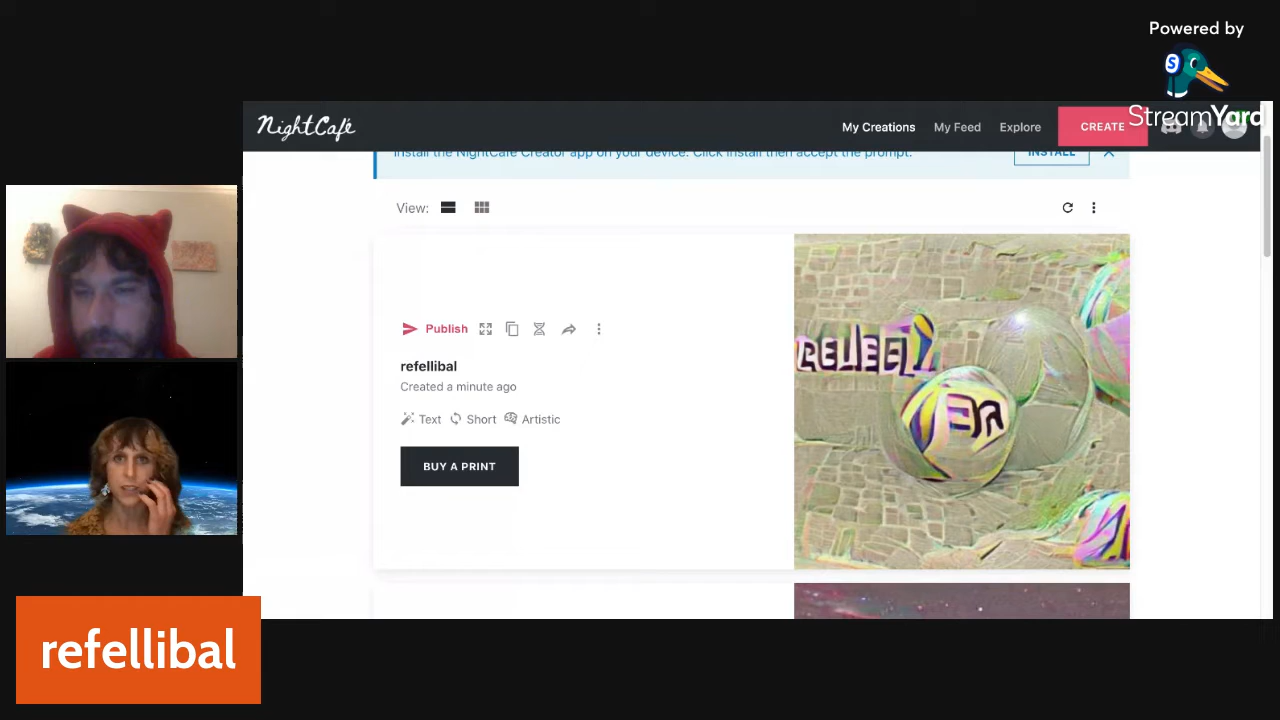 Powered by
StreamYard
NightCafé
My Creations
My Feed
Explore
CREATE
Install the NightCafe Creator app on your device. Click install then accept the prompt.
INSTALL
View:
Publish
refellibal
Created a minute ago
Text
Short
Artistic
BUY A PRINT
refellibal